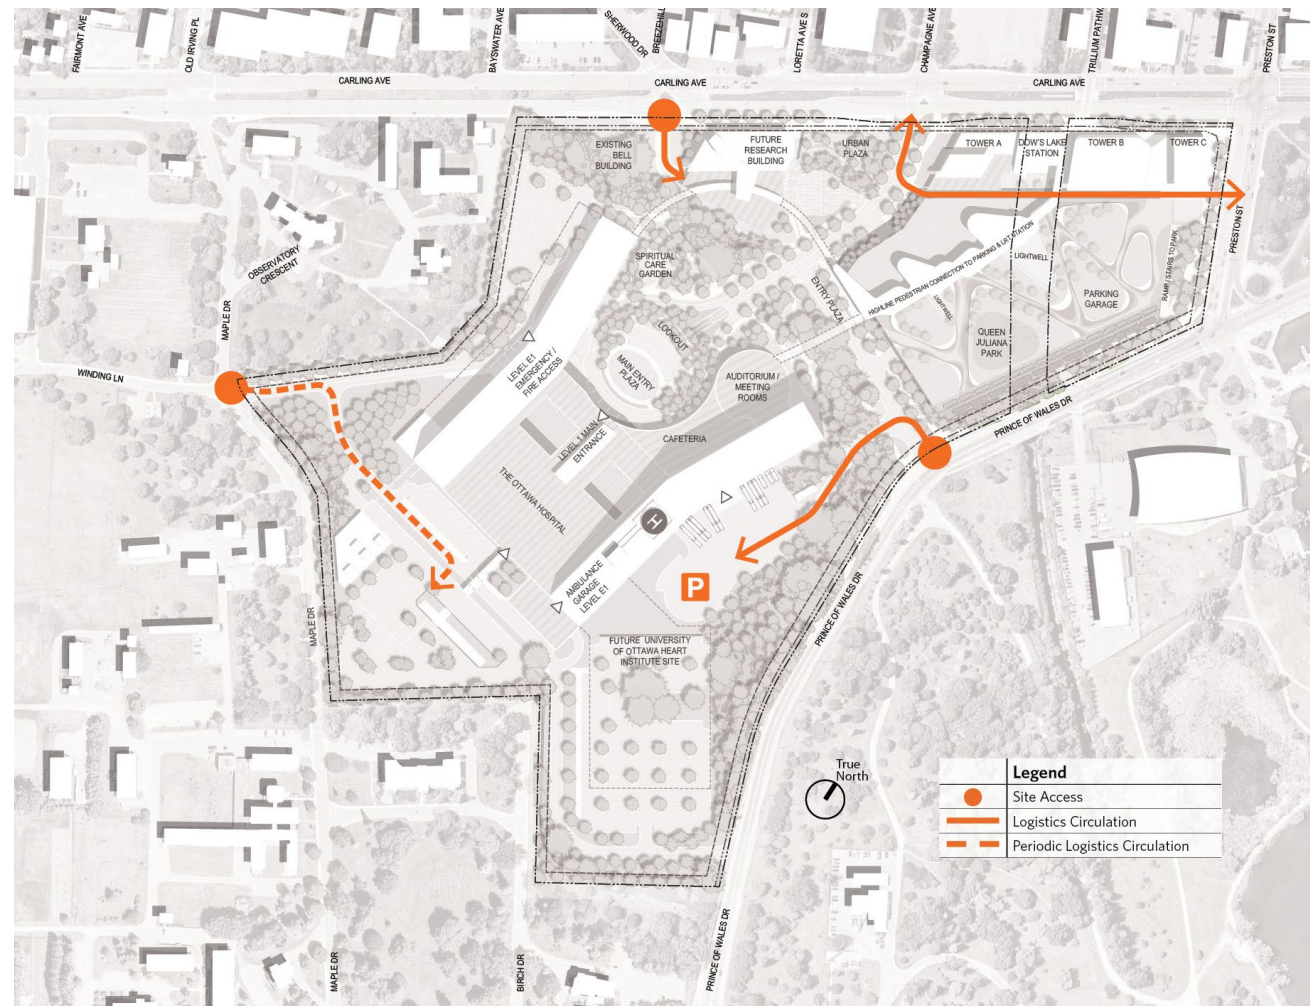 FAIRMONT AVE
OLD IRVING PL
BAYSWATER AVE
SHERWOOD DR
BREEZEHILL
LORETTA AVE S
CHAMPAGNE AVE
TRILLIUM PATHW
PRESTON ST
CARLING AVE
CARLING AVE
CARLING AVE
EXISTING
BELL
BUILDING
FUTURE
RESEARCH
BUILDING
URBAN
PLAZA
TOWER A
DOW'S LAKE
STATION
TOWER B
TOWER C
PRESTON ST
OBSERVATORY
CRESCENT
SPIRITUAL
CARE
GARDEN
ENTRY PLAZA
HIGHLINE PEDESTRIAN CONNECTION TO PARKING & LRT STATION
LIGHTWELL
LIGHTWELL
RAMP / STAIRS TO PARK
PARKING
GARAGE
QUEEN
JULIANA
PARK
MAPLE DR
WINDING LN
LEVEL E1
EMERGENCY /
FIRE ACCESS
LOOKOUT
MAIN ENTRY
PLAZA
AUDITORIUM /
MEETING
ROOMS
PRINCE OF WALES DR
LEVEL 1 MAIN
ENTRANCE
CAFETERIA
THE OTTAWA HOSPITAL
H
AMBULANCE
GARAGE
LEVEL E1
P
PRINCE OF WALES DR
MAPLE DR
FUTURE UNIVERSITY
OF OTTAWA HEART
INSTITUTE SITE
True
North
Legend
Site Access
Logistics Circulation
Periodic Logistics Circulation
MAPLE DR
BIRCH DR
PRINCE OF WALES DR